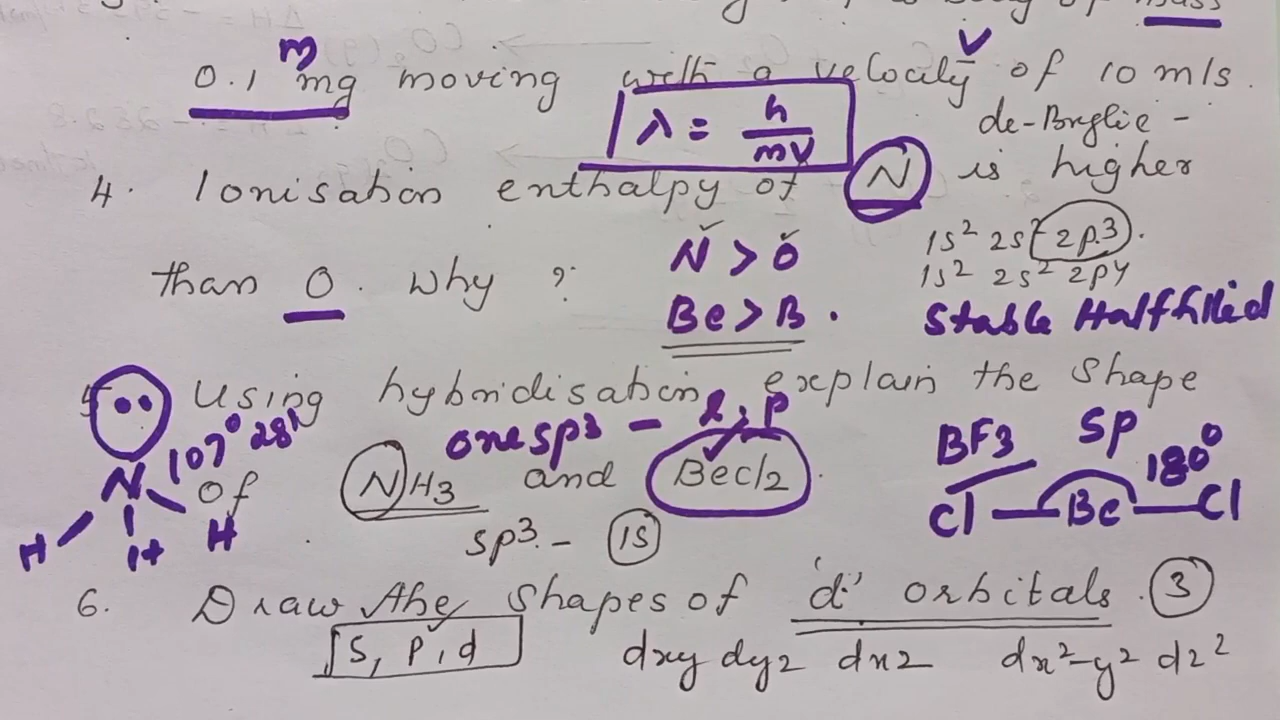 mass
m V
0.1 mg moving with a velocity of 10 m/s.
λ = h/mv
de-Broglie -
4. Ionisation enthalpy of N is higher
than O. Why ?
N > O
Be > B.
1s² 2s² 2p3.
1s² 2s² 2p4
Stable Halffilled
Using hybridisation, explain the shape
107° 28'
one sp3 - l.p
BF3 SP
180°
of NH3 and BeCl2.
N
H H H
Cl — Be — Cl
sp3. - 1S
6. Draw the shapes of 'd' orbitals. 3
S, P, d
dxy dyz dxz dx²-y² dz²